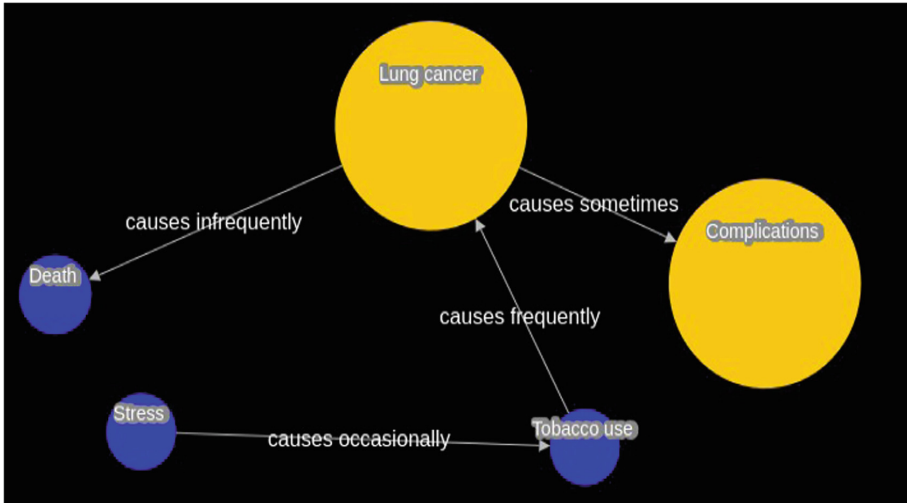 Lung cancer
causes sometimes
causes infrequently
Complications
Death
causes frequently
Stress
Tobacco use
causes occasionally